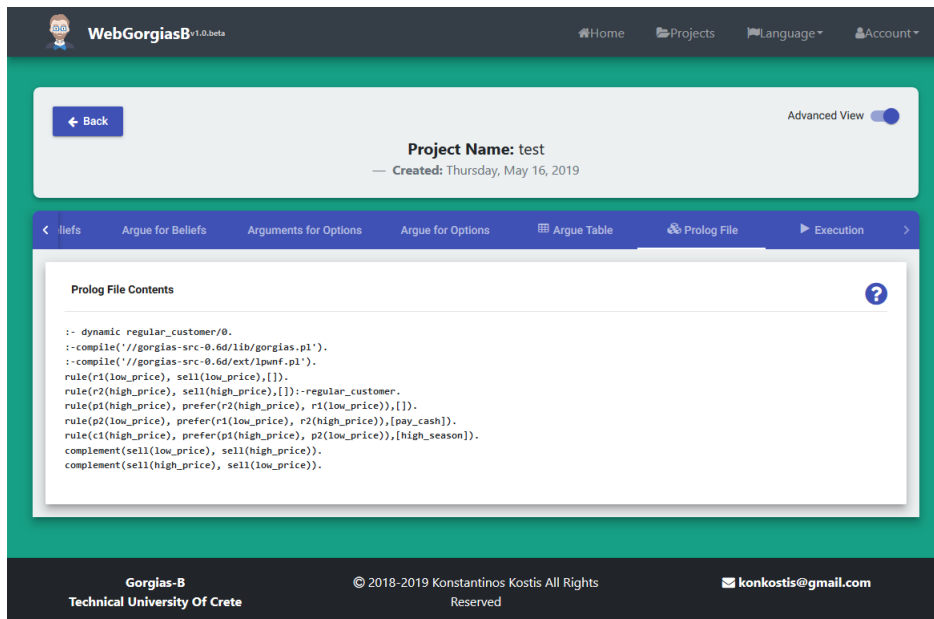 WebGorgiasB v1.0.beta
Home Projects Language Account
Back
Advanced View
Project Name: test
— Created: Thursday, May 16, 2019
liefs Argue for Beliefs Arguments for Options Argue for Options Argue Table Prolog File Execution
Prolog File Contents
?
:- dynamic regular_customer/0.
:-compile('//gorgias-src-0.6d/lib/gorgias.pl').
:-compile('//gorgias-src-0.6d/ext/lpwnf.pl').
rule(r1(low_price), sell(low_price),[]).
rule(r2(high_price), sell(high_price),[]):-regular_customer.
rule(p1(high_price), prefer(r2(high_price), r1(low_price)),[]).
rule(p2(low_price), prefer(r1(low_price), r2(high_price)),[pay_cash]).
rule(c1(high_price), prefer(p1(high_price), p2(low_price)),[high_season]).
complement(sell(low_price), sell(high_price)).
complement(sell(high_price), sell(low_price)).
Gorgias-B © 2018-2019 Konstantinos Kostis All Rights konkostis@gmail.com
Technical University Of Crete Reserved